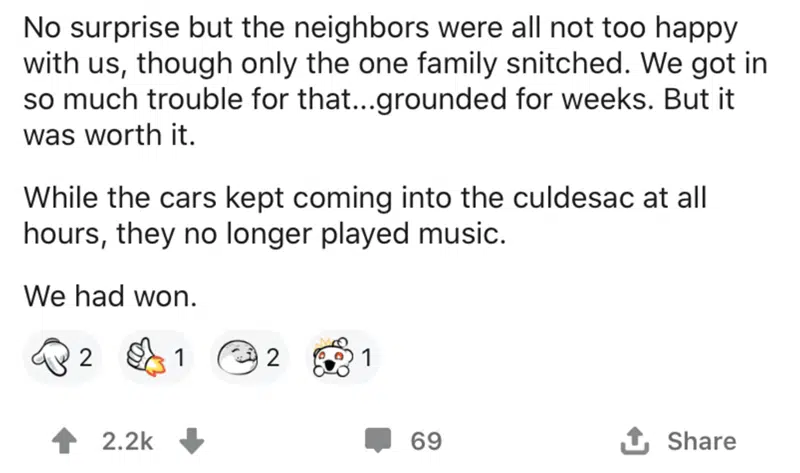 No surprise but the neighbors were all not too happy
with us, though only the one family snitched. We got in
so much trouble for that...grounded for weeks. But it
was worth it.
While the cars kept coming into the culdesac at all
hours, they no longer played music.
We had won.
2 1 2 1
2.2k 69 Share